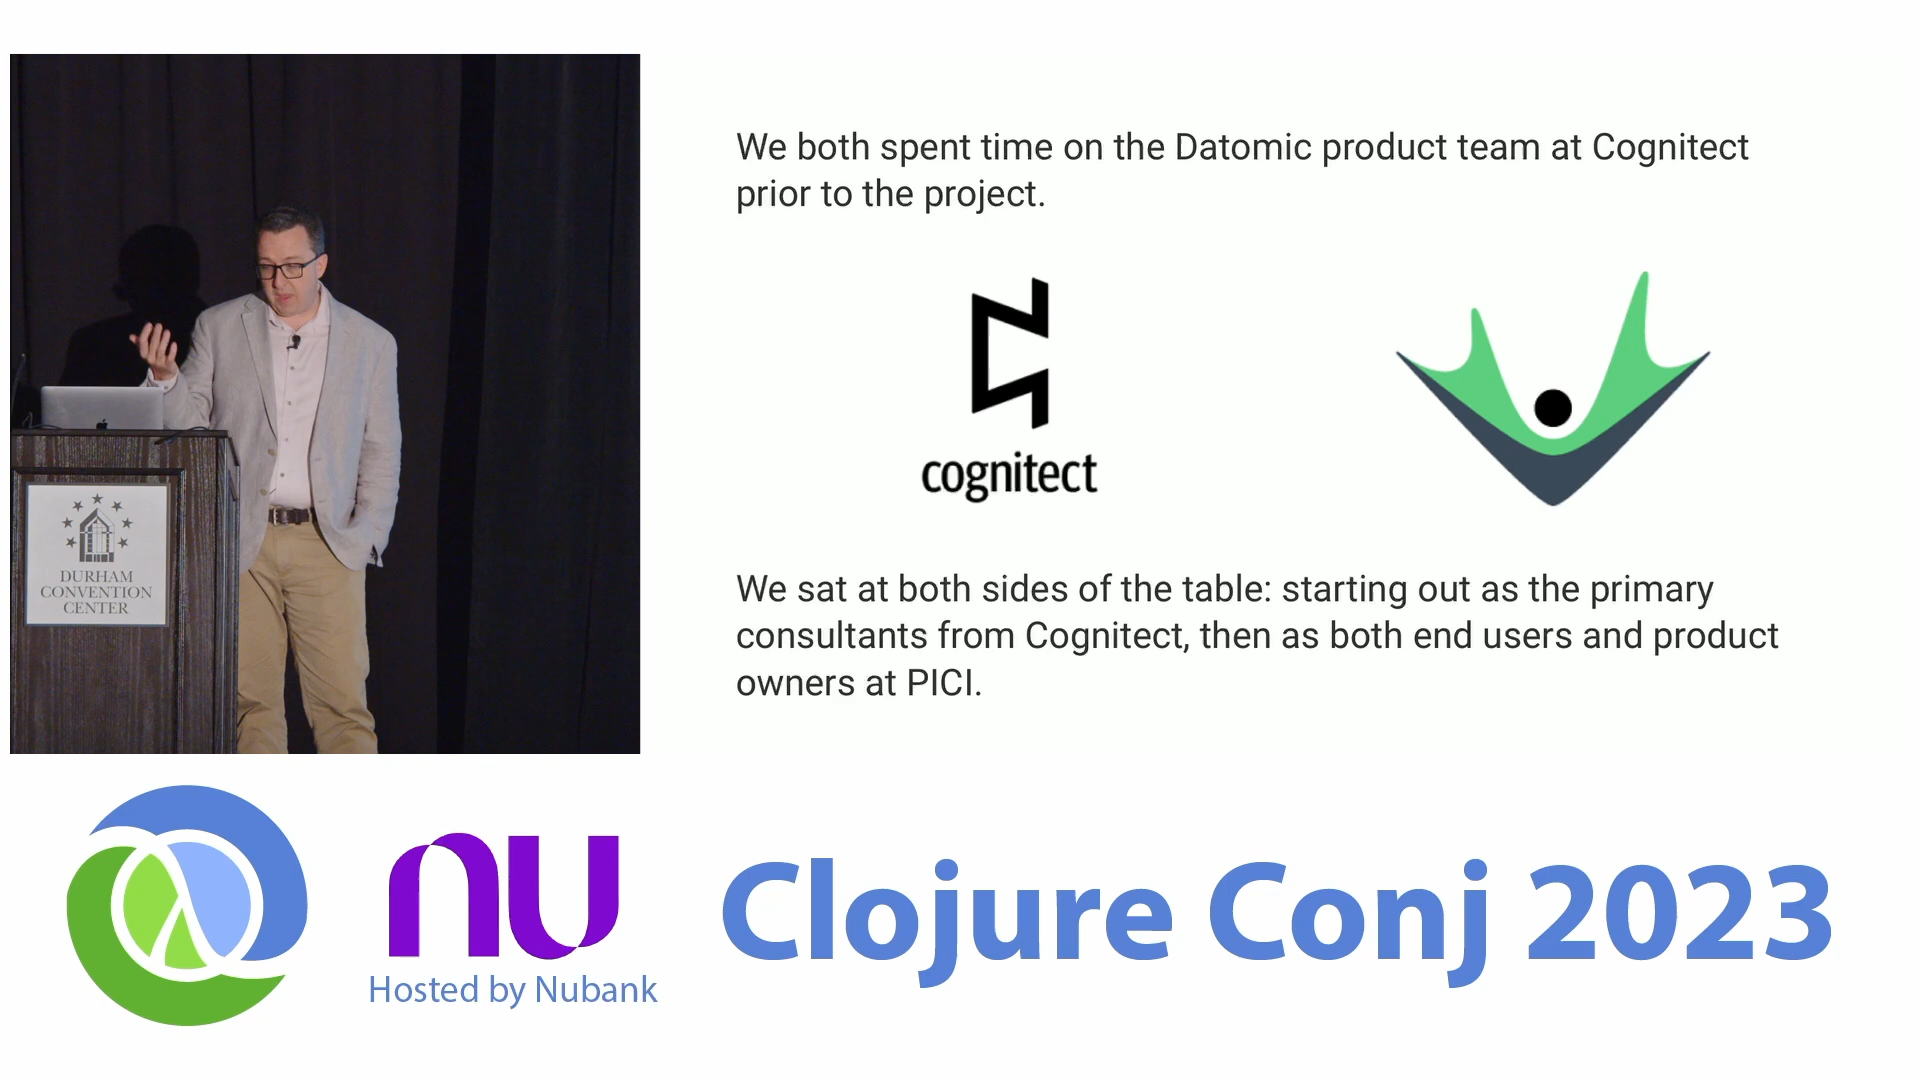 We both spent time on the Datomic product team at Cognitect
prior to the project.
cognitect
We sat at both sides of the table: starting out as the primary
consultants from Cognitect, then as both end users and product
owners at PICI.
DURHAM
CONVENTION
CENTER
nu
Hosted by Nubank
Clojure Conj 2023